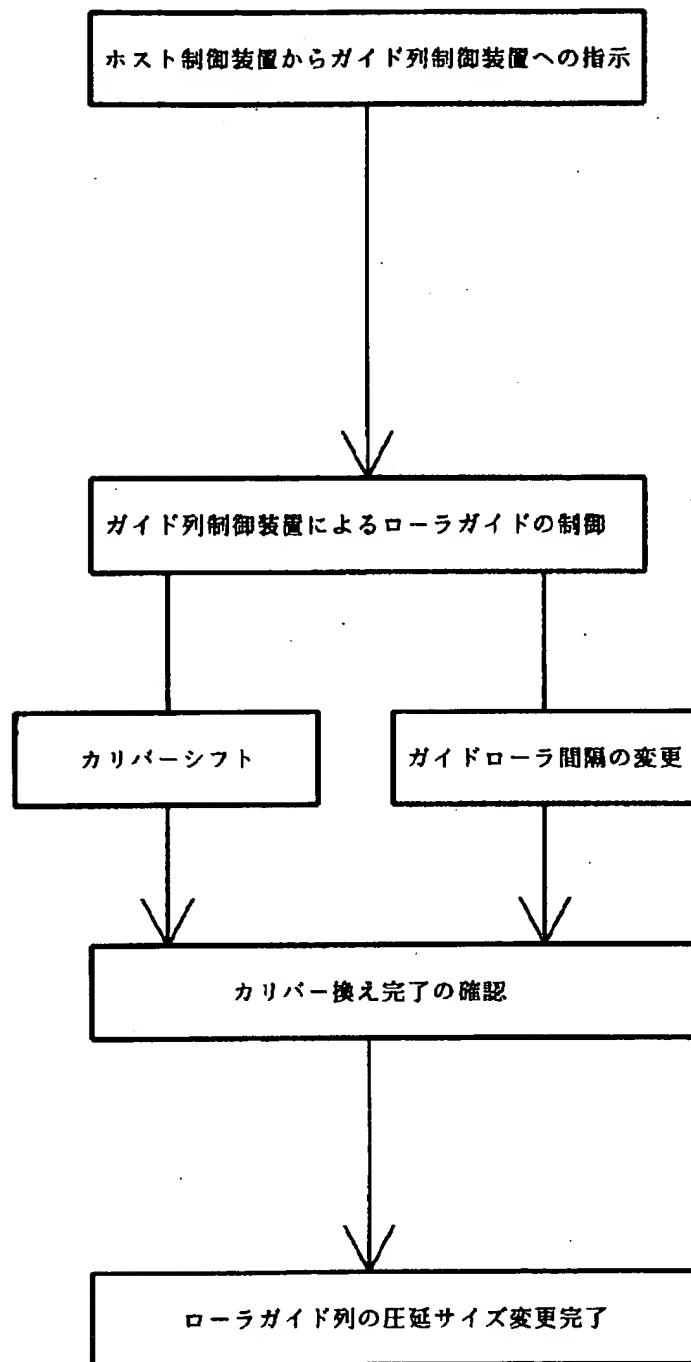 ホスト制御装置からガイド列制御装置への指示
ガイド列制御装置によるローラガイドの制御
カリバーシフト
ガイドローラ間隔の変更
カリバー換え完了の確認
ローラガイド列の圧延サイズ変更完了